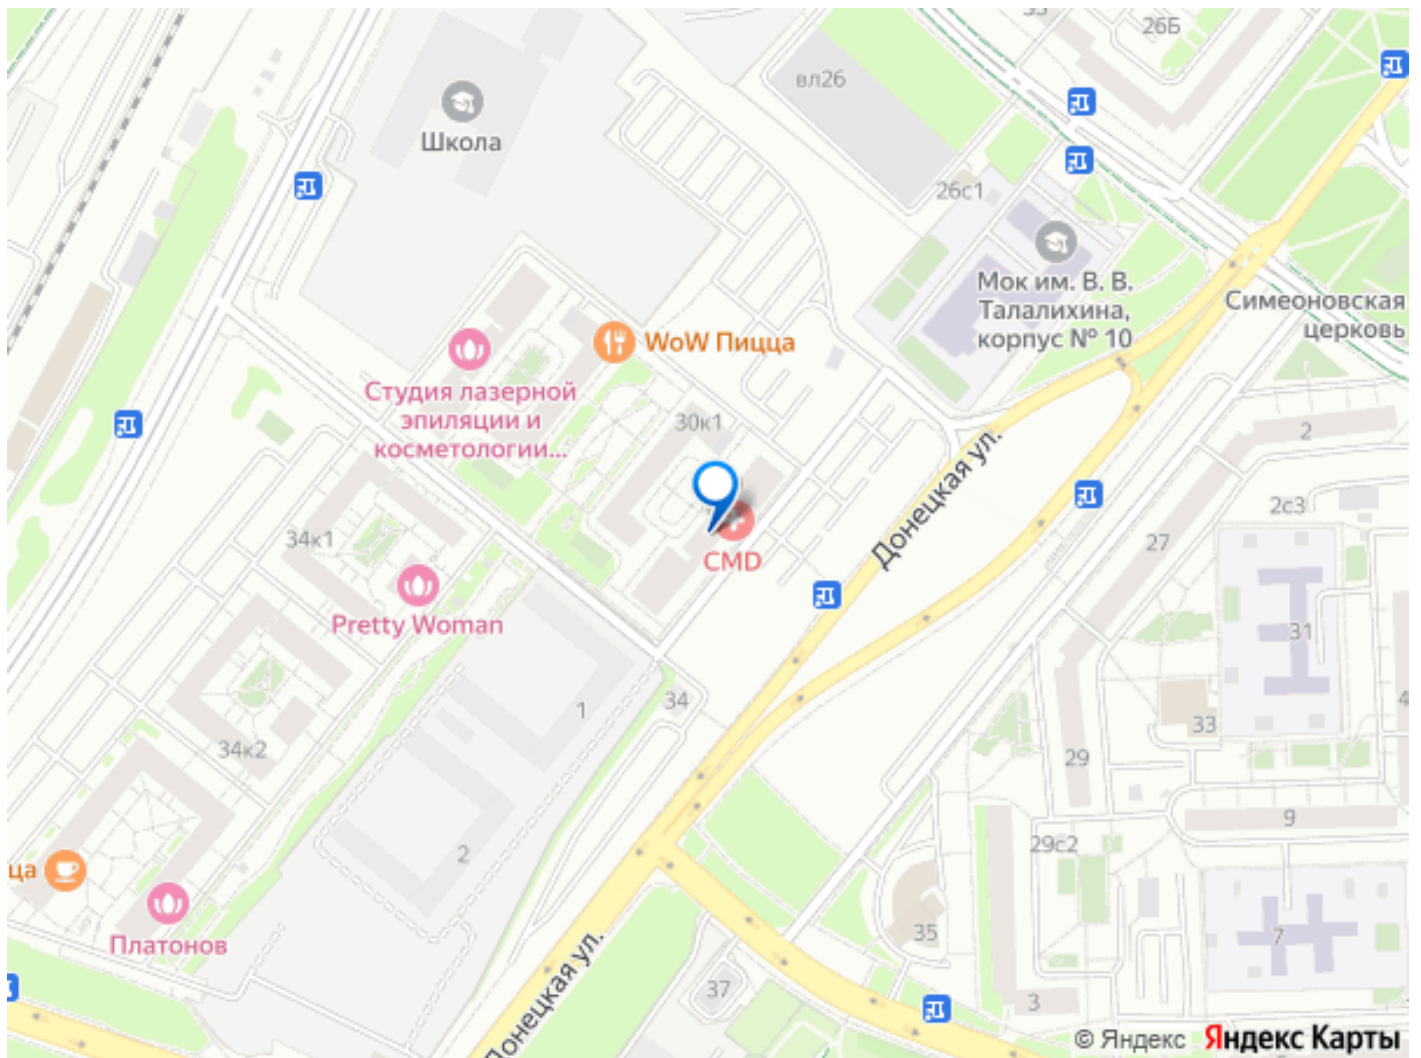 26Б
вл26
Школа
26с1
Мок им. В. В.
Талалихина,
корпус № 10
Симеоновская
церковь
WoW Пицца
Студия лазерной
эпиляции и
косметологии...
30к1
2
Донецкая ул.
2с3
27
34к1
CMD
Pretty Woman
31
34
1
33
4
34к2
29
9
29с2
2
ца
Платонов
35
7
Донецкая ул.
37
3
© Яндекс Яндекс Карты